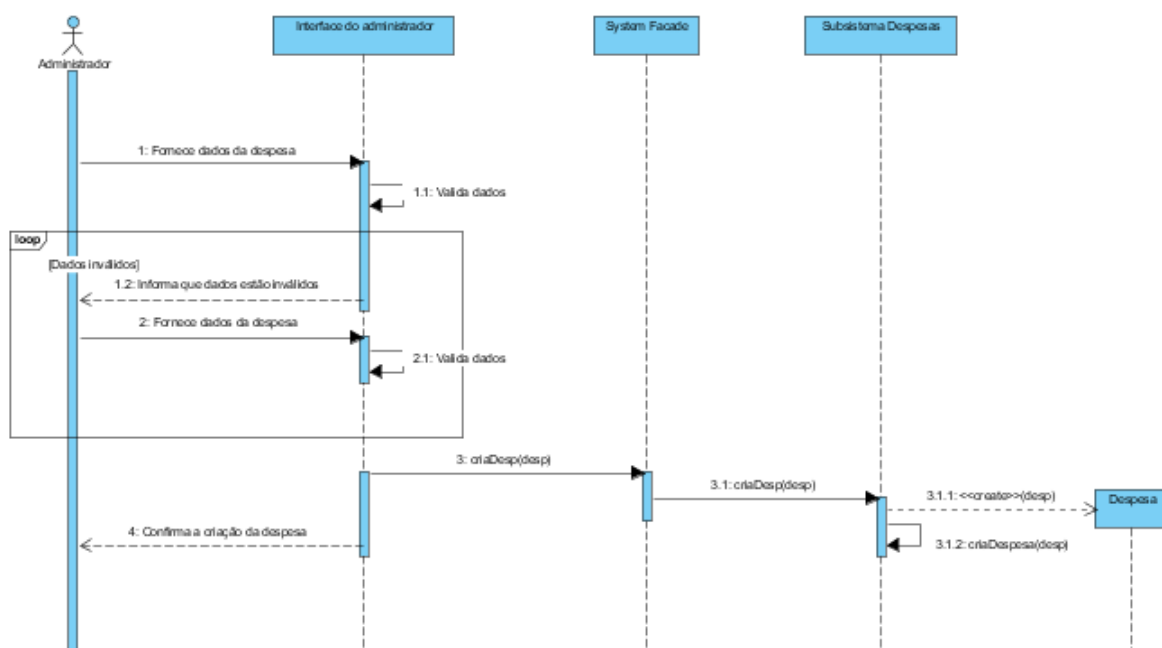 Interface do administrador
System Facade
Subsistema Despesas
Administrador
1: Fornece dados da despesa
1.1: Valida dados
loop
[Dados inválidos]
1.2: Informa que dados estão inválidos
2: Fornece dados da despesa
2.1: Valida dados
3: criaDesp(desp)
3.1: criaDesp(desp)
3.1.1: <<create>>(desp)
Despesa
4: Confirma a criação da despesa
3.1.2: criaDespesa(desp)